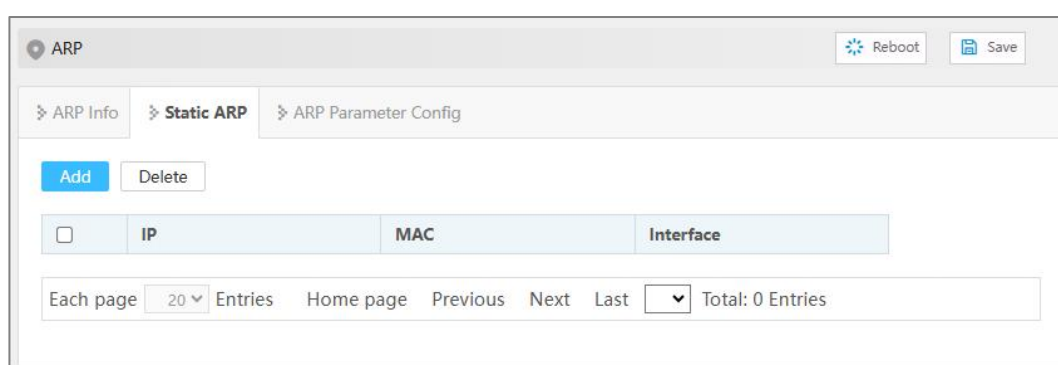 ARP Reboot Save
ARP Info Static ARP ARP Parameter Config
Add Delete
IP MAC Interface
Each page 20 Entries Home page Previous Next Last Total: 0 Entries